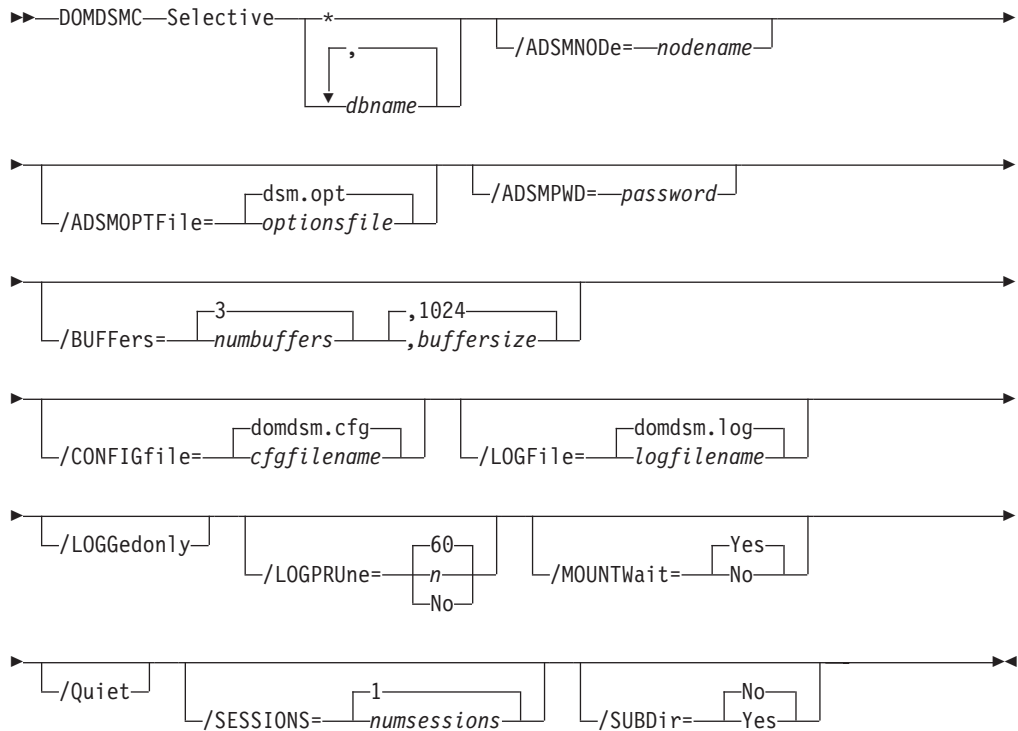 DOMDSMC Selective *
,
dbname
/ADSMNODe= nodename
/ADSMOPTFile= dsm.opt
optionsfile
/ADSMPWD= password
/BUFFers= 3
numbuffers
,1024
,buffersize
/CONFIGfile= domdsm.cfg
cfgfilename
/LOGFile= domdsm.log
logfilename
/LOGGedonly
/LOGPRUne= 60
n
No
/MOUNTWait= Yes
No
/Quiet
/SESSIONS= 1
numsessions
/SUBDir= No
Yes